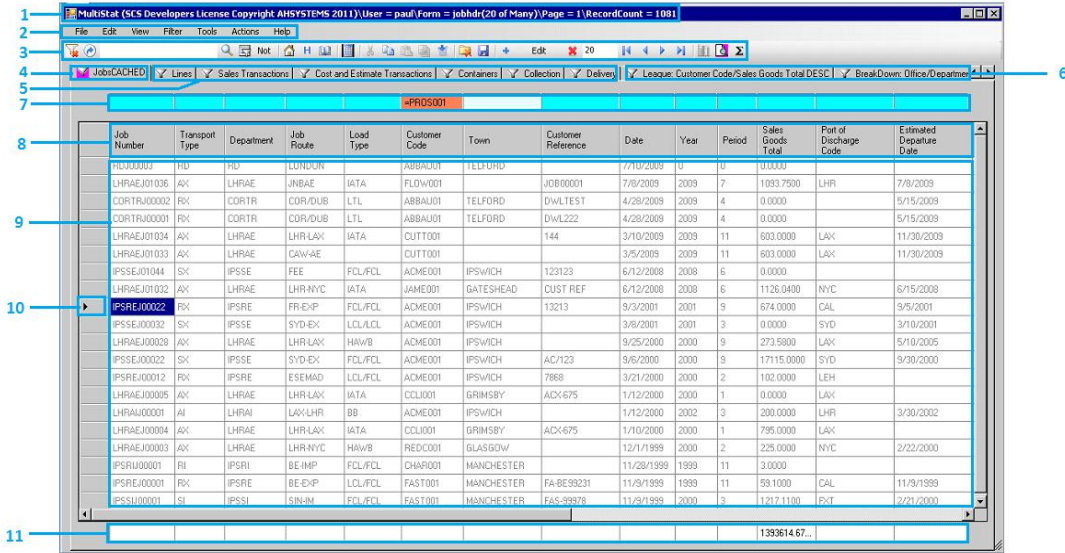 1 MultiStat (SCS Developers License Copyright AHSYSTEMS 2011)\User = paul\Form = jobhdr(20 of Many)\Page = 1\RecordCount = 1081
2 File Edit View Filter Tools Actions Help
3 Not H Edit 20 Σ
4 JobsCACHED Lines Sales Transactions Cost and Estimate Transactions Containers Collection Delivery League: Customer Code/Sales Goods Total DESC BreakDown: Office/Departmen 6
5
7 =PROS001
8 Job Number Transport Type Department Job Route Load Type Customer Code Town Customer Reference Date Year Period Sales Goods Total Port of Discharge Code Estimated Departure Date
RDJ00003 RD RD LONDON ABBAU01 TELFORD 7/10/2009 0 0 0.0000
LHRAEJ01036 AX LHRAE JNBAE IATA FLOW001 JOB00001 7/8/2009 2009 7 1093.7500 LHR 7/8/2009
CORTRJ00002 RX CORTR COR/DUB LTL ABBAU01 TELFORD DWLTEST 4/28/2009 2009 4 0.0000 5/15/2009
9 CORTRJ00001 RX CORTR COR/DUB LTL ABBAU01 TELFORD DWL222 4/28/2009 2009 4 0.0000 5/15/2009
LHRAEJ01034 AX LHRAE LHR-LAX IATA CUTT001 144 3/10/2009 2009 11 603.0000 LAX 11/30/2009
LHRAEJ01033 AX LHRAE CAW-AE CUTT001 3/5/2009 2009 11 603.0000 LAX 11/30/2009
IPSSEJ01044 SX IPSSE FEE FCL/FCL ACME001 IPSWICH 123123 6/12/2008 2008 6 0.0000
LHRAEJ01032 AX LHRAE LHR-NYC IATA JAME001 GATESHEAD CUST REF 6/12/2008 2008 6 1126.0400 NYC 6/15/2008
10 IPSREJ00022 RX IPSRE FR-EXP FCL/FCL ACME001 IPSWICH 13213 9/3/2001 2001 9 674.0000 CAL 9/5/2001
IPSSEJ00032 SX IPSSE SYD-EX LCL/LCL ACME001 IPSWICH 3/8/2001 2001 3 0.0000 SYD 3/10/2001
LHRAEJ00028 AX LHRAE LHR-LAX HAWB ACME001 IPSWICH 9/25/2000 2000 9 273.5800 LAX 5/10/2005
IPSSEJ00022 SX IPSSE SYD-EX FCL/FCL ACME001 IPSWICH AC/123 9/6/2000 2000 9 17115.0000 SYD 9/30/2000
IPSREJ00012 RX IPSRE ESEMAD LCL/FCL ACME001 IPSWICH 7868 3/21/2000 2000 2 102.0000 LEH
LHRAEJ00005 AX LHRAE LHR-LAX IATA CCLI001 GRIMSBY ACX-675 1/12/2000 2000 1 0.0000 LAX
LHRAIJ00001 AI LHRAI LAX-LHR BB ACME001 IPSWICH 1/12/2000 2002 3 200.0000 LHR 3/30/2002
LHRAEJ00004 AX LHRAE LHR-LAX IATA CCLI001 GRIMSBY ACX-675 1/10/2000 2000 1 795.0000 LAX
LHRAEJ00003 AX LHRAE LHR-NYC HAWB REDC001 GLASGOW 12/1/1999 2000 2 225.0000 NYC 2/22/2000
IPSRIJ00001 RI IPSRI BE-IMP FCL/FCL CHAR001 MANCHESTER 11/28/1999 1999 11 3.0000
IPSREJ00001 RX IPSRE BE-EXP LCL/FCL FAST001 MANCHESTER FA-BE99231 11/9/1999 1999 11 59.1000 CAL 11/9/1999
IPSSIJ00001 SI IPSSI SIN-IM FCL/FCL FAST001 MANCHESTER FAS-99978 11/9/1999 2000 3 1217.1100 FXT 2/21/2000
11 1393614.67...